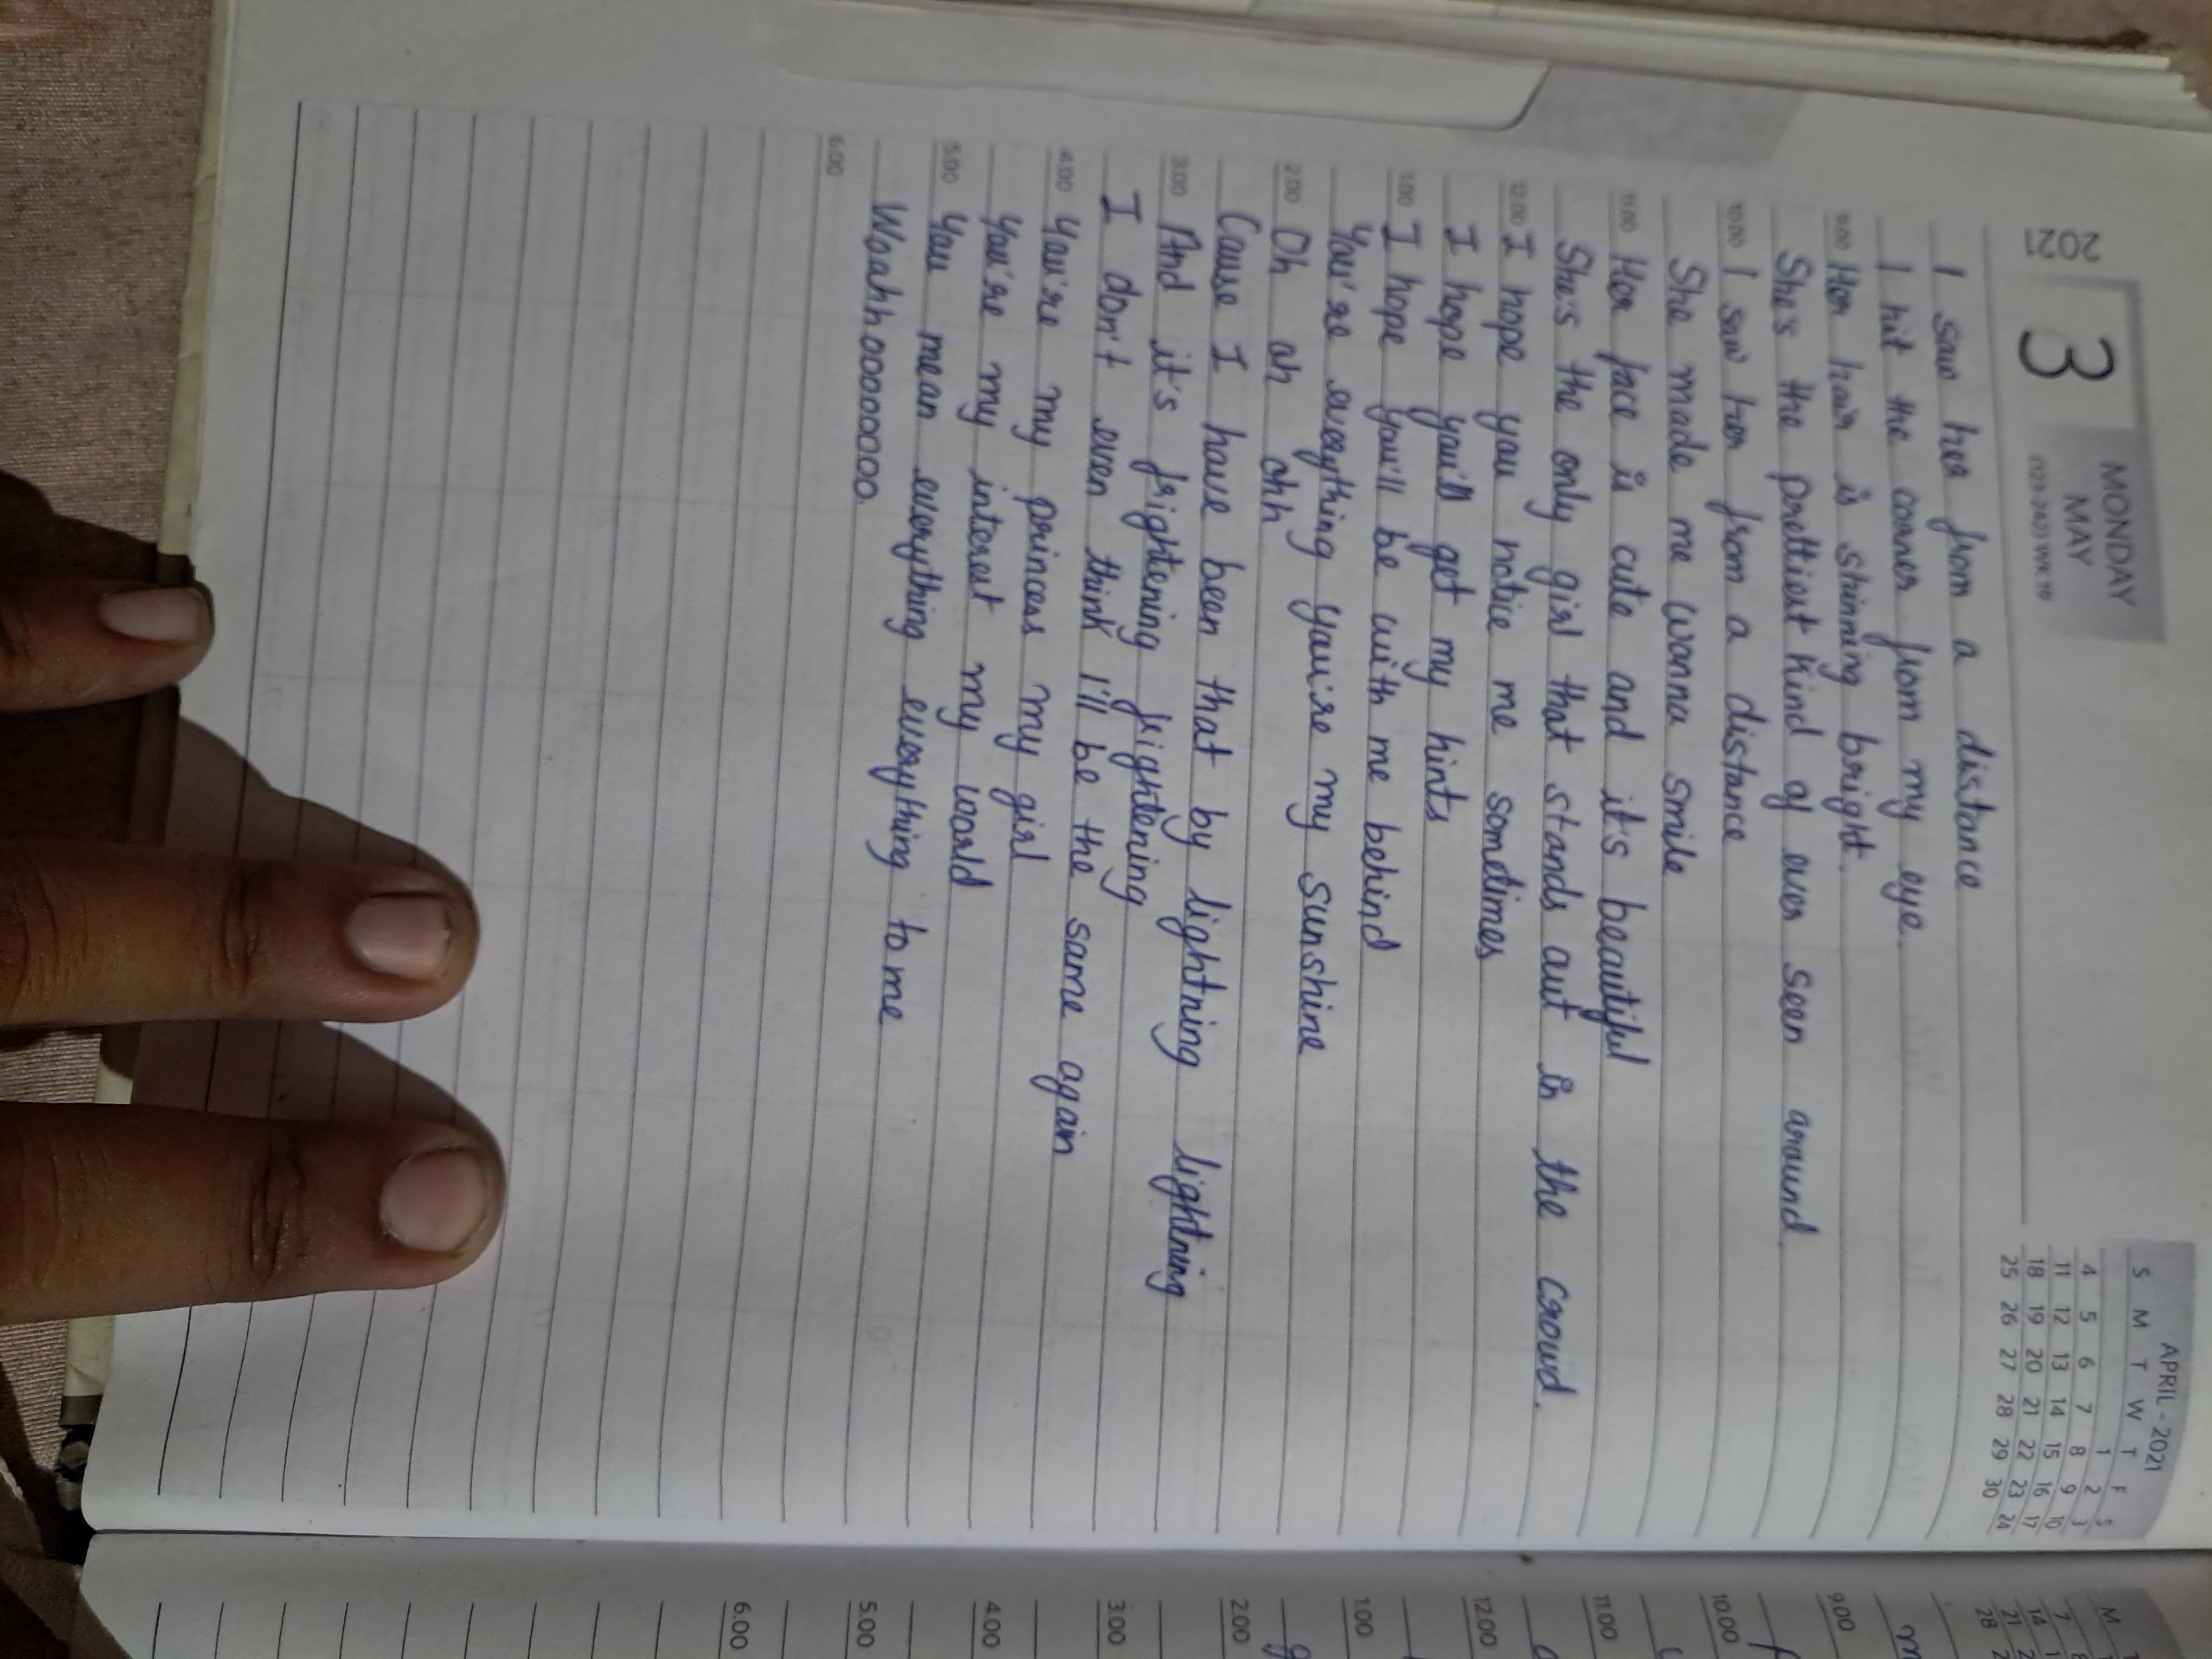 2021
3
MONDAY
MAY
(123-242) WK 19
APRIL - 2021
S M T W T F S
1 2 3
4 5 6 7 8 9 10
11 12 13 14 15 16 17
18 19 20 21 22 23 24
25 26 27 28 29 30
I saw her from a distance
I hit the corner from my eye.
9.00 Her hair is shining bright.
She's the prettiest kind of ever seen around.
10.00 I saw her from a distance
She made me wanna smile
11.00 Her face is cute and it's beautiful
She's the only girl that stands out in the crowd.
12.00 I hope you notice me sometimes
I hope you'll get my hints
1.00 I hope you'll be with me behind
You're everything you're my sunshine
2.00 Oh ah ohh
Cause I have been that by lightning lightning
3.00 And it's frightening frightening
I don't even think I'll be the same again
4.00 You're my princess my girl
You're my interest my world
5.00 You mean everything everything to me
Woahhooooooooo.
6.00
M
7
14
21
28
9.00
10.00
11.00
12.00
1.00
2.00
3.00
4.00
5.00
6.00